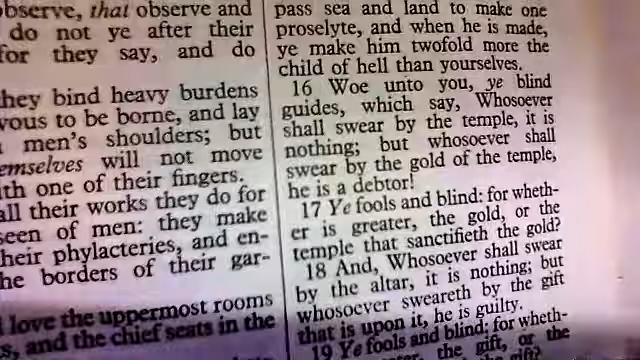 observe, that observe and
do not ye after their
for they say, and do
they bind heavy burdens
vous to be borne, and lay
men's shoulders; but
emselves will not move
ith one of their fingers.
all their works they do for
seen of men: they make
heir phylacteries, and en-
he borders of their gar-
love the uppermost rooms
s, and the chief seats in the
pass sea and land to make one
proselyte, and when he is made,
ye make him twofold more the
child of hell than yourselves.
16 Woe unto you, ye blind
guides, which say, Whosoever
shall swear by the temple, it is
nothing; but whosoever shall
swear by the gold of the temple,
he is a debtor!
17 Ye fools and blind: for wheth-
er is greater, the gold, or the
temple that sanctifieth the gold?
18 And, Whosoever shall swear
by the altar, it is nothing; but
whosoever sweareth by the gift
that is upon it, he is guilty.
19 Ye fools and blind: for wheth-
the gift, or the